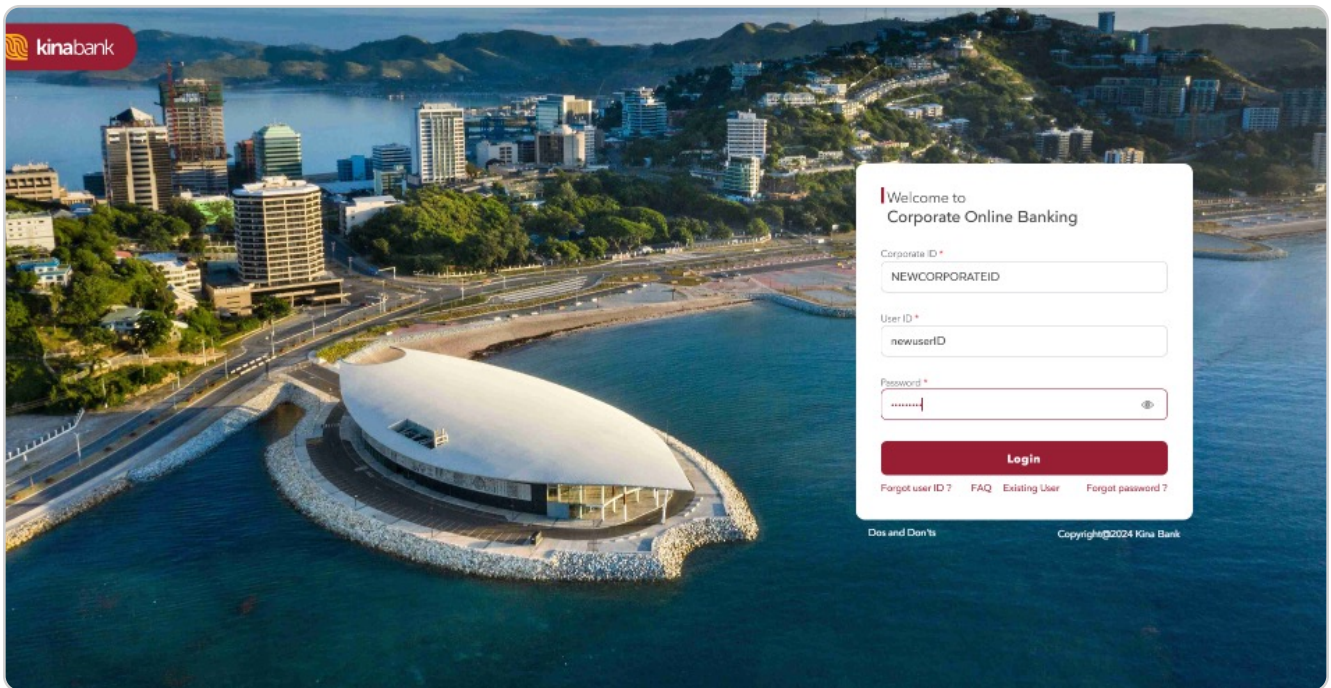 kinabank
Welcome to
Corporate Online Banking
Corporate ID *
NEWCORPORATEID
User ID *
newuserID
Password *
•••••••••
Login
Forgot user ID ? FAQ Existing User Forgot password ?
Dos and Don'ts Copyright@2024 Kina Bank